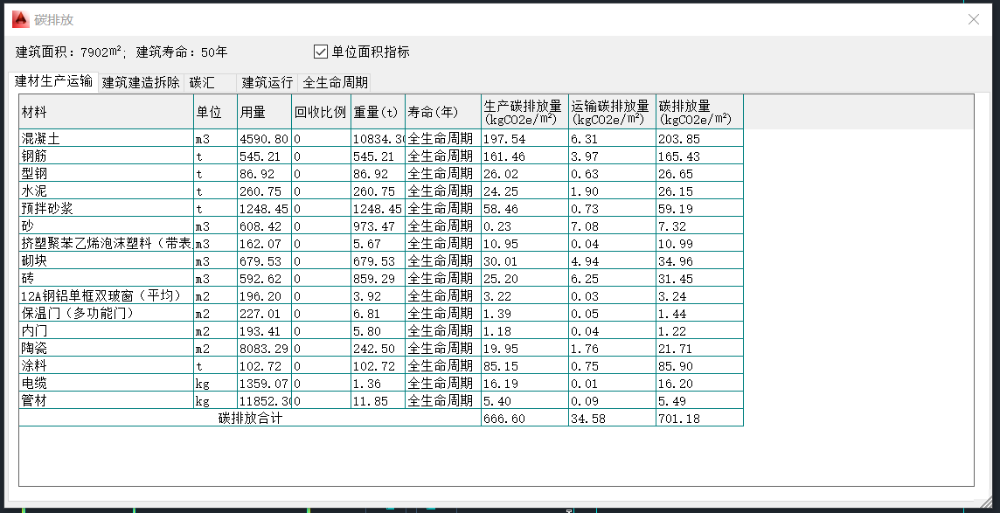 碳排放
建筑面积：7902m²； 建筑寿命：50年 单位面积指标
建材生产运输 建筑建造拆除 碳汇 建筑运行 全生命周期
材料 单位 用量 回收比例 重量(t) 寿命(年) 生产碳排放量(kgCO2e/m²) 运输碳排放量(kgCO2e/m²) 碳排放量(kgCO2e/m²)
混凝土 m3 4590.80 0 10834.30 全生命周期 197.54 6.31 203.85
钢筋 t 545.21 0 545.21 全生命周期 161.46 3.97 165.43
型钢 t 86.92 0 86.92 全生命周期 26.02 0.63 26.65
水泥 t 260.75 0 260.75 全生命周期 24.25 1.90 26.15
预拌砂浆 t 1248.45 0 1248.45 全生命周期 58.46 0.73 59.19
砂 m3 608.42 0 973.47 全生命周期 0.23 7.08 7.32
挤塑聚苯乙烯泡沫塑料（带表 m3 162.07 0 5.67 全生命周期 10.95 0.04 10.99
砌块 m3 679.53 0 679.53 全生命周期 30.01 4.94 34.96
砖 m3 592.62 0 859.29 全生命周期 25.20 6.25 31.45
12A钢铝单框双玻窗（平均） m2 196.20 0 3.92 全生命周期 3.22 0.03 3.24
保温门（多功能门） m2 227.01 0 6.81 全生命周期 1.39 0.05 1.44
内门 m2 193.41 0 5.80 全生命周期 1.18 0.04 1.22
陶瓷 m2 8083.29 0 242.50 全生命周期 19.95 1.76 21.71
涂料 t 102.72 0 102.72 全生命周期 85.15 0.75 85.90
电缆 kg 1359.07 0 1.36 全生命周期 16.19 0.01 16.20
管材 kg 11852.30 0 11.85 全生命周期 5.40 0.09 5.49
碳排放合计 666.60 34.58 701.18